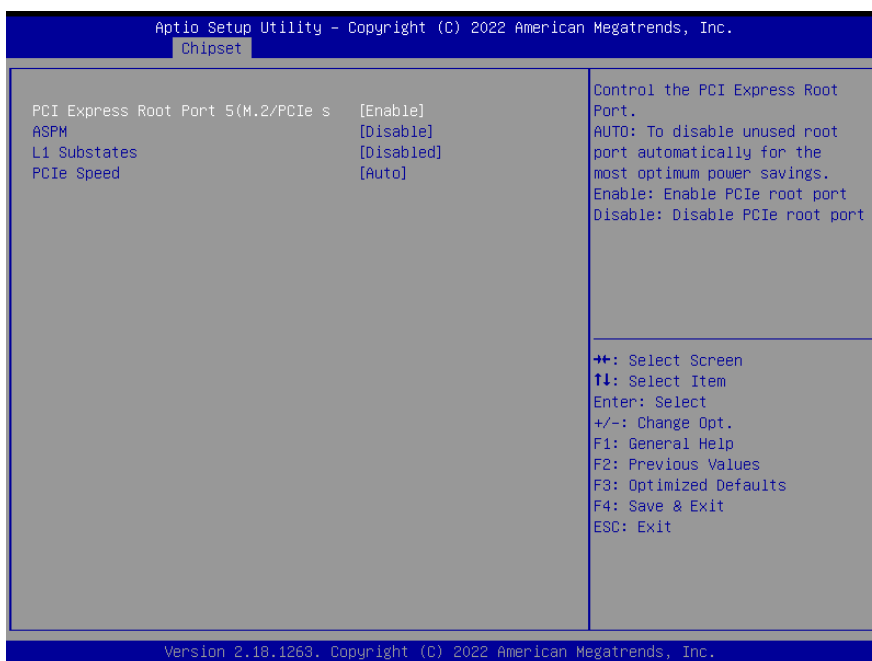 Aptio Setup Utility – Copyright (C) 2022 American Megatrends, Inc.
Chipset
PCI Express Root Port 5(M.2/PCIe s [Enable]
ASPM [Disable]
L1 Substates [Disabled]
PCIe Speed [Auto]
Control the PCI Express Root
Port.
AUTO: To disable unused root
port automatically for the
most optimum power savings.
Enable: Enable PCIe root port
Disable: Disable PCIe root port
→←: Select Screen
↑↓: Select Item
Enter: Select
+/-: Change Opt.
F1: General Help
F2: Previous Values
F3: Optimized Defaults
F4: Save & Exit
ESC: Exit
Version 2.18.1263. Copyright (C) 2022 American Megatrends, Inc.